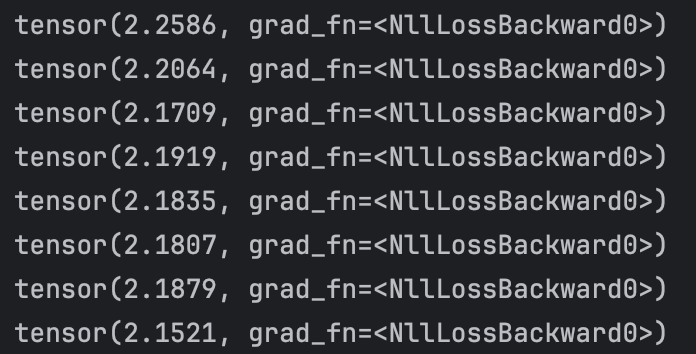 tensor(2.2586, grad_fn=<NllLossBackward0>)
tensor(2.2064, grad_fn=<NllLossBackward0>)
tensor(2.1709, grad_fn=<NllLossBackward0>)
tensor(2.1919, grad_fn=<NllLossBackward0>)
tensor(2.1835, grad_fn=<NllLossBackward0>)
tensor(2.1807, grad_fn=<NllLossBackward0>)
tensor(2.1879, grad_fn=<NllLossBackward0>)
tensor(2.1521, grad_fn=<NllLossBackward0>)